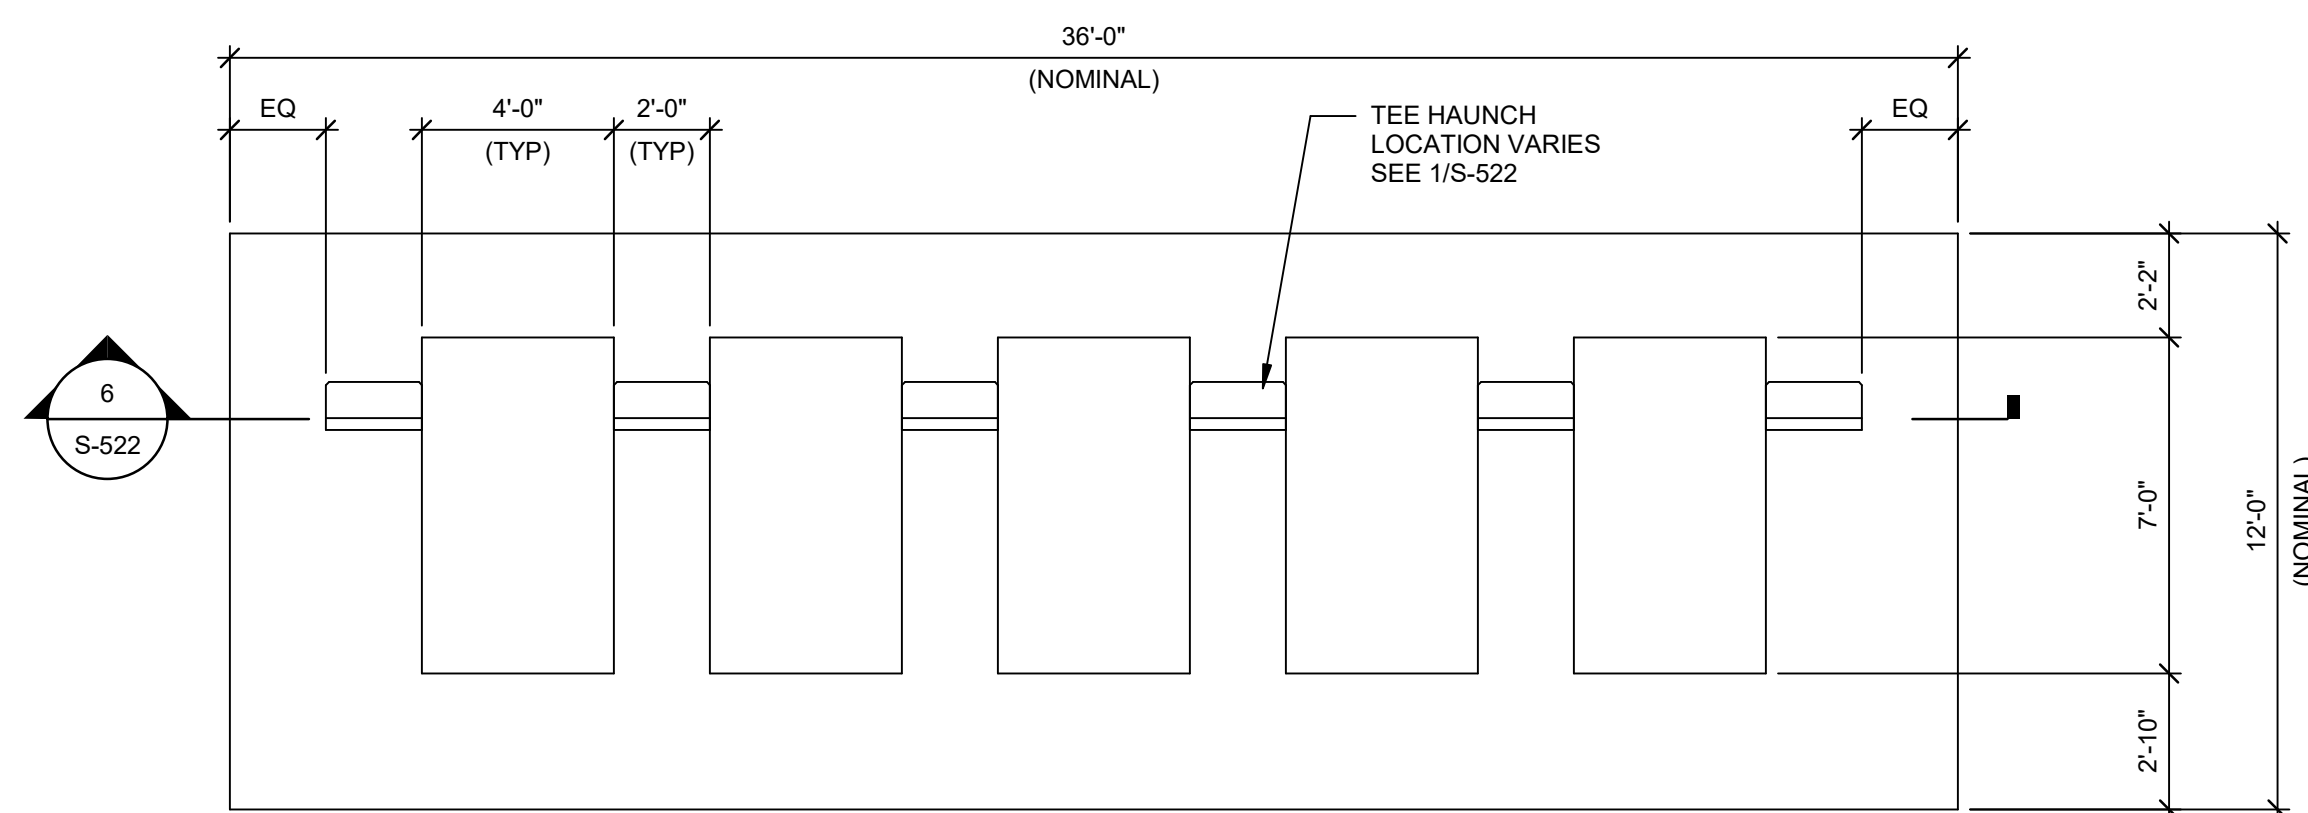 36'-0"
(NOMINAL)
EQ
4'-0"
(TYP)
2'-0"
(TYP)
TEE HAUNCH
LOCATION VARIES
SEE 1/S-522
EQ
2'-2"
6
S-522
7'-0"
12'-0"
(NOMINAL)
2'-10"